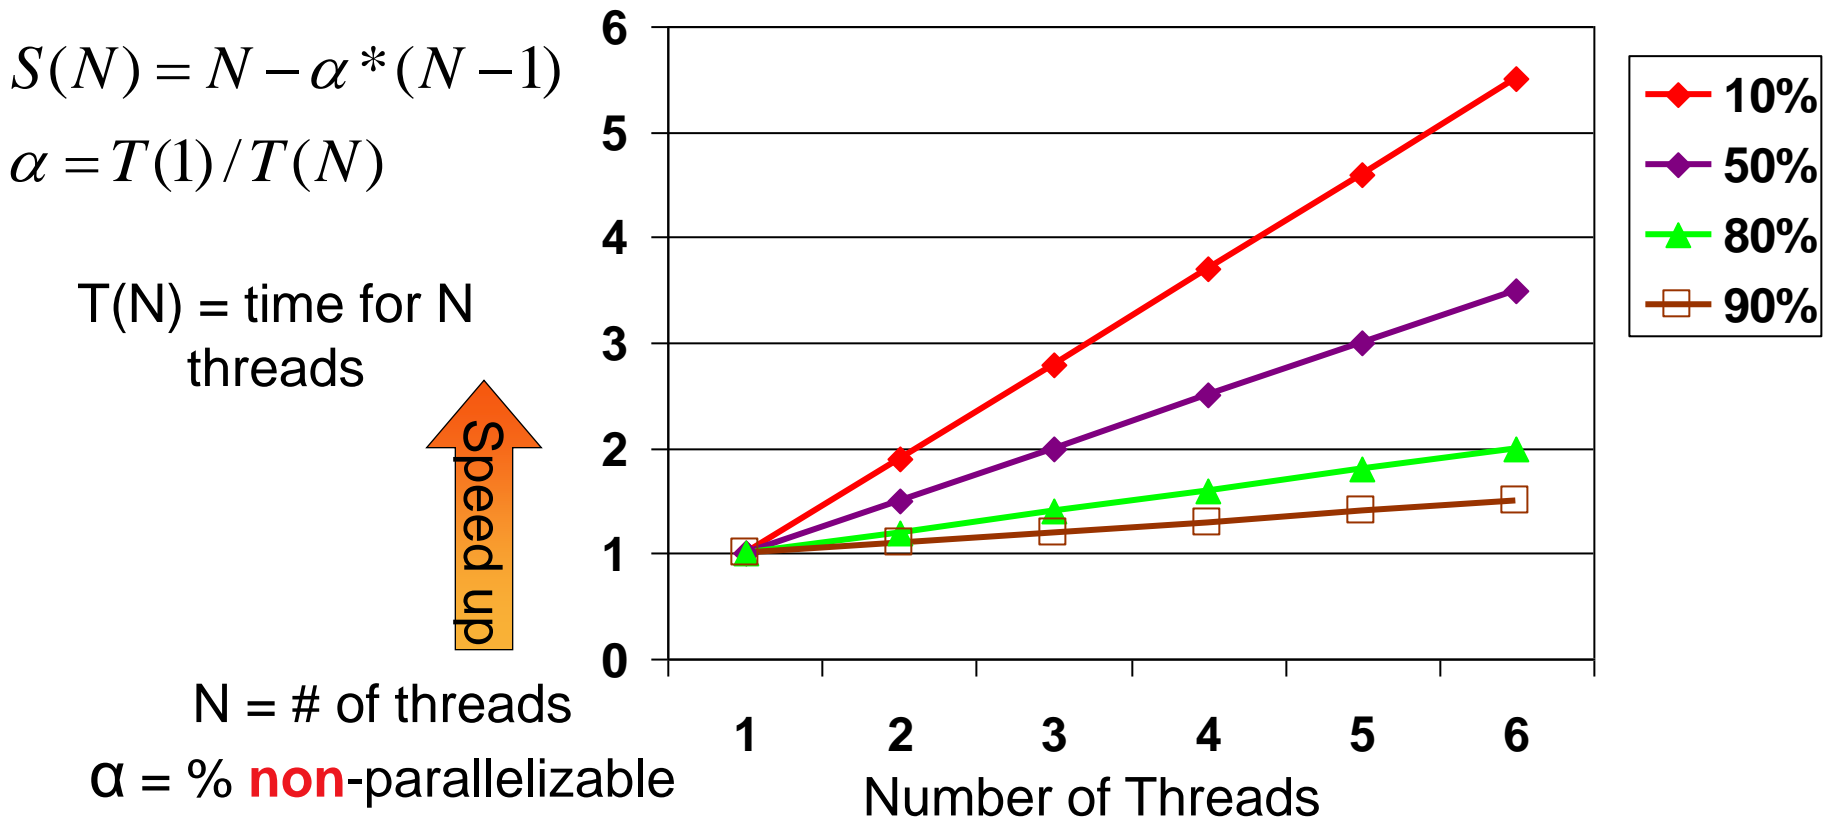 S(N) = N − α * (N − 1)
α = T(1) / T(N)
T(N) = time for N
threads
Speed up
N = # of threads
α = % non-parallelizable
6
5
4
3
2
1
0
1 2 3 4 5 6
Number of Threads
10%
50%
80%
90%